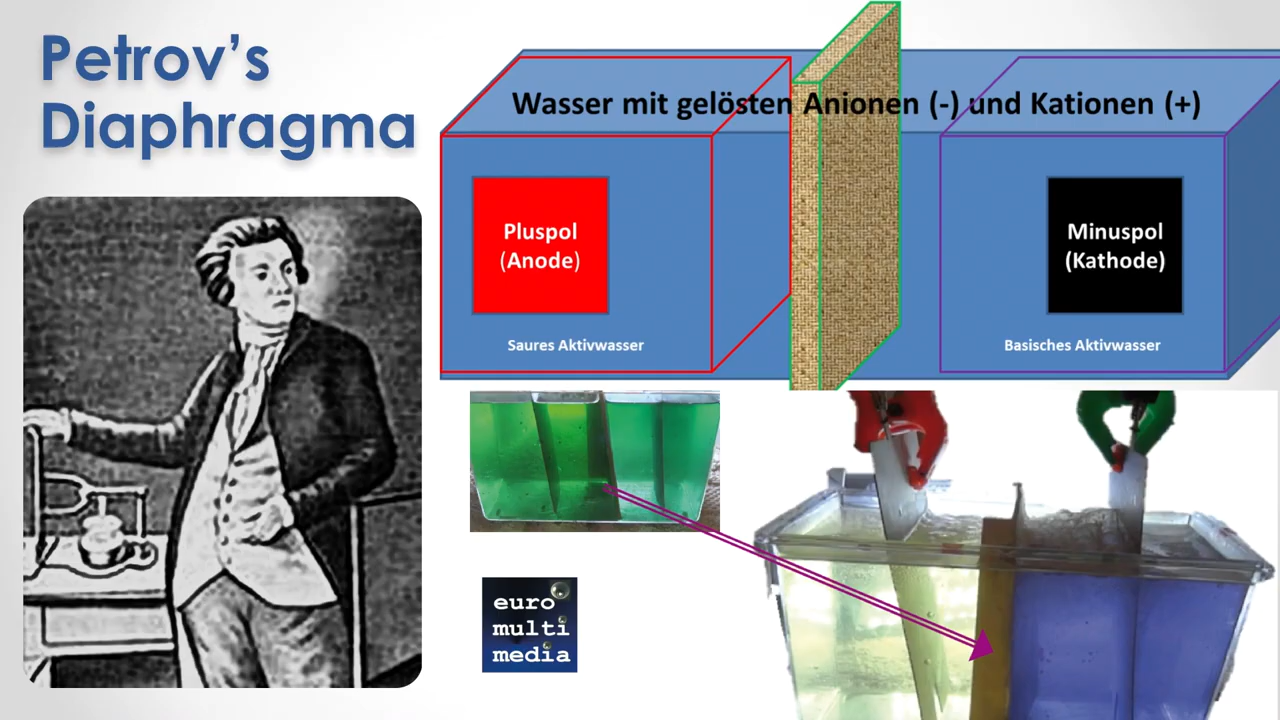 Petrov’s
Diaphragma
Wasser mit gelösten Anionen (-) und Kationen (+)
Pluspol
(Anode)
Minuspol
(Kathode)
Saures Aktivwasser
Basisches Aktivwasser
euro
multi
media